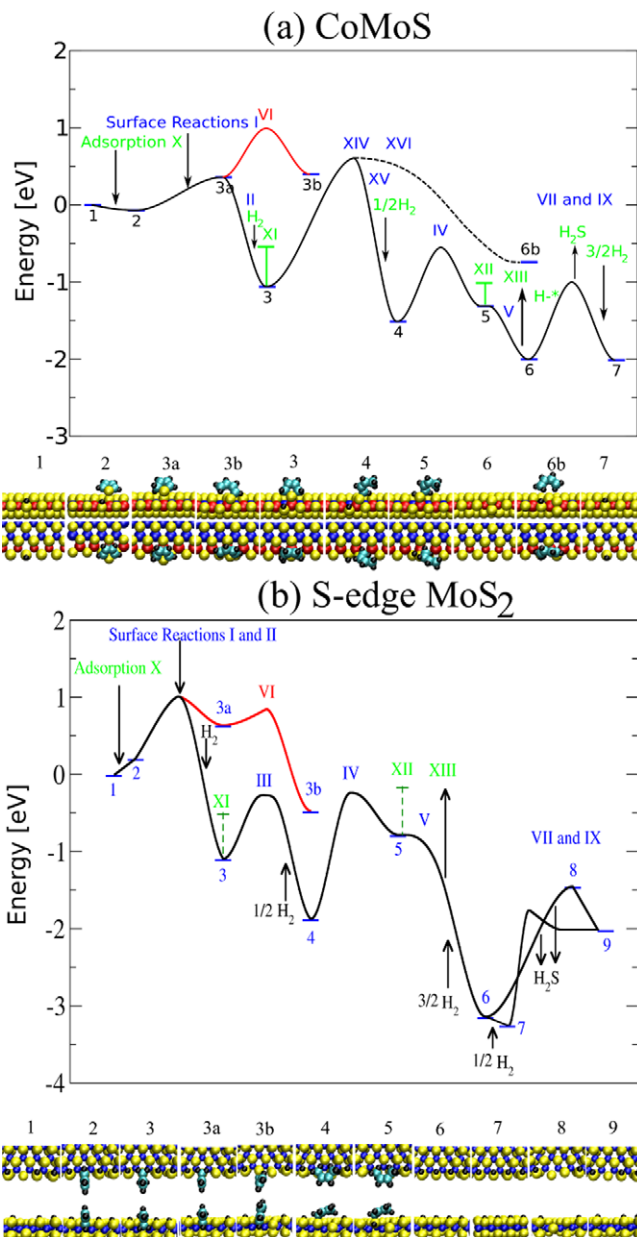 (a) CoMoS
2
1
0
-1
-2
-3
Energy [eV]
Surface Reactions I
Adsorption X
VI
XIV
XVI
1
2
3a
3b
II
H2
XI
3
XV
1/2H2
IV
4
XII
5
V
XIII
6b
H-*
6
VII and IX
H2S
3/2H2
7
1 2 3a 3b 3 4 5 6 6b 7
(b) S-edge MoS2
2
1
0
-1
-2
-3
-4
Energy [eV]
Surface Reactions I and II
Adsorption X
VI
3a
H2
1
2
XI
III
3b
3
1/2 H2
4
IV
XII
XIII
5
V
VII and IX
8
3/2 H2
H2S
9
6
7
1/2 H2
1 2 3 3a 3b 4 5 6 7 8 9